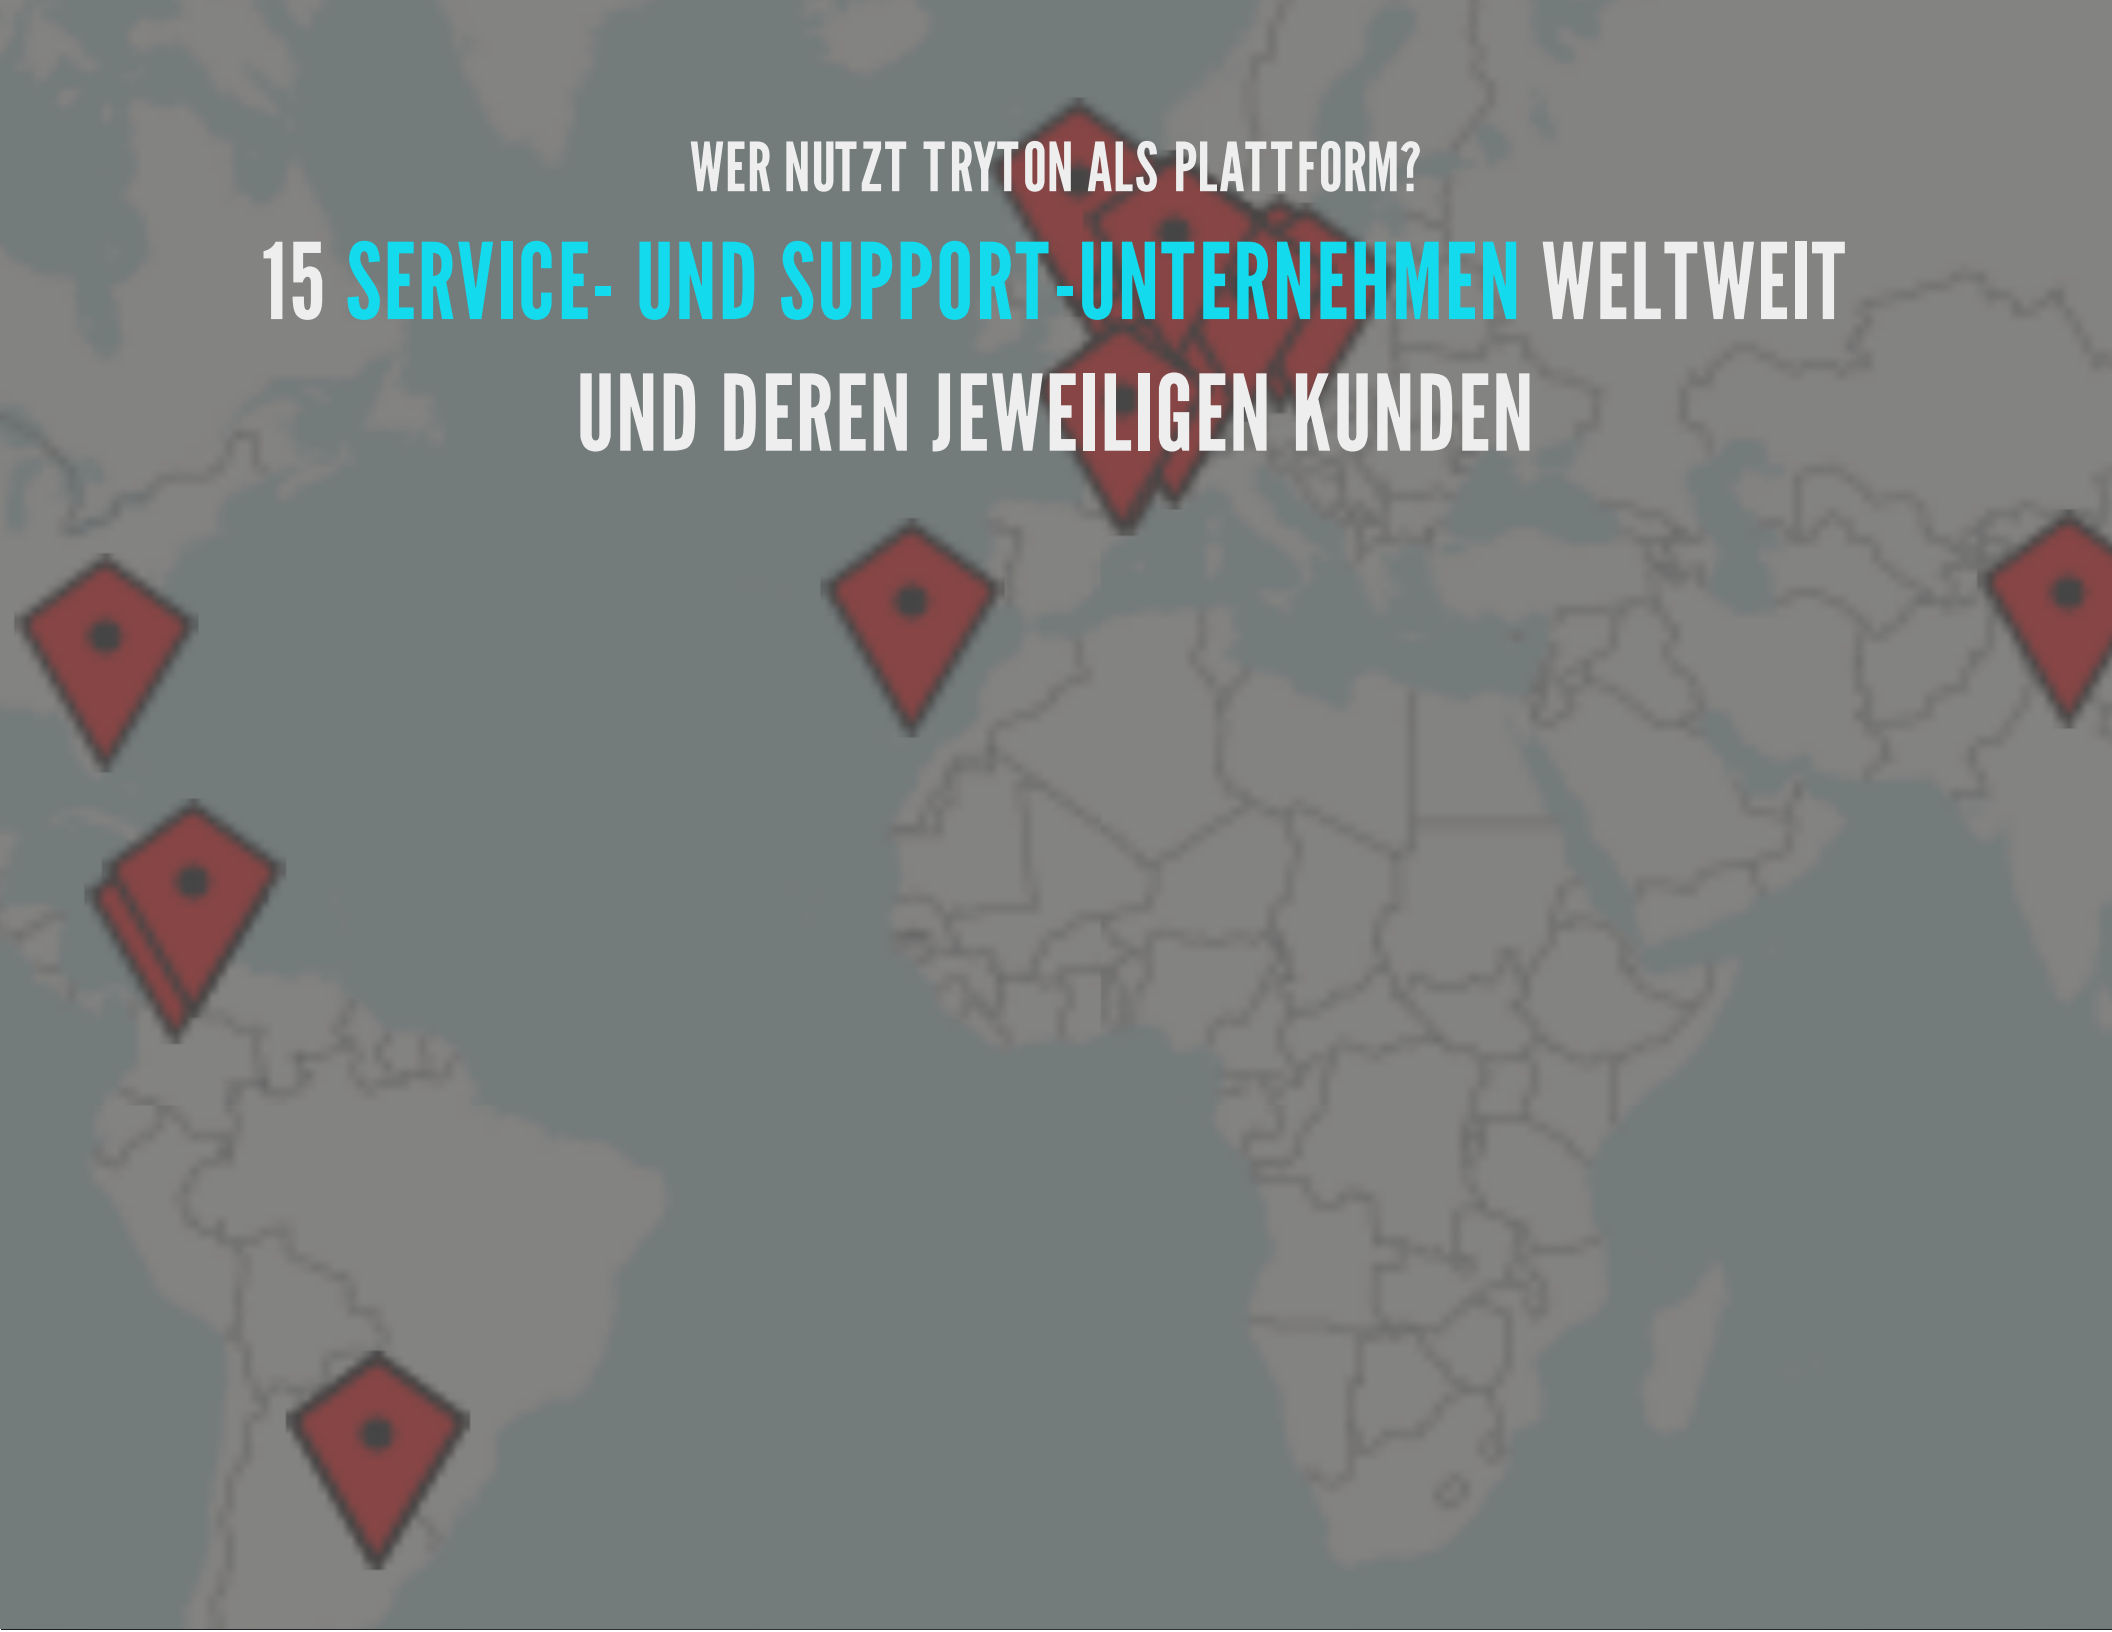 WER NUTZT TRYTON ALS PLATTFORM?
15 SERVICE- UND SUPPORT-UNTERNEHMEN WELTWEIT
UND DEREN JEWEILIGEN KUNDEN